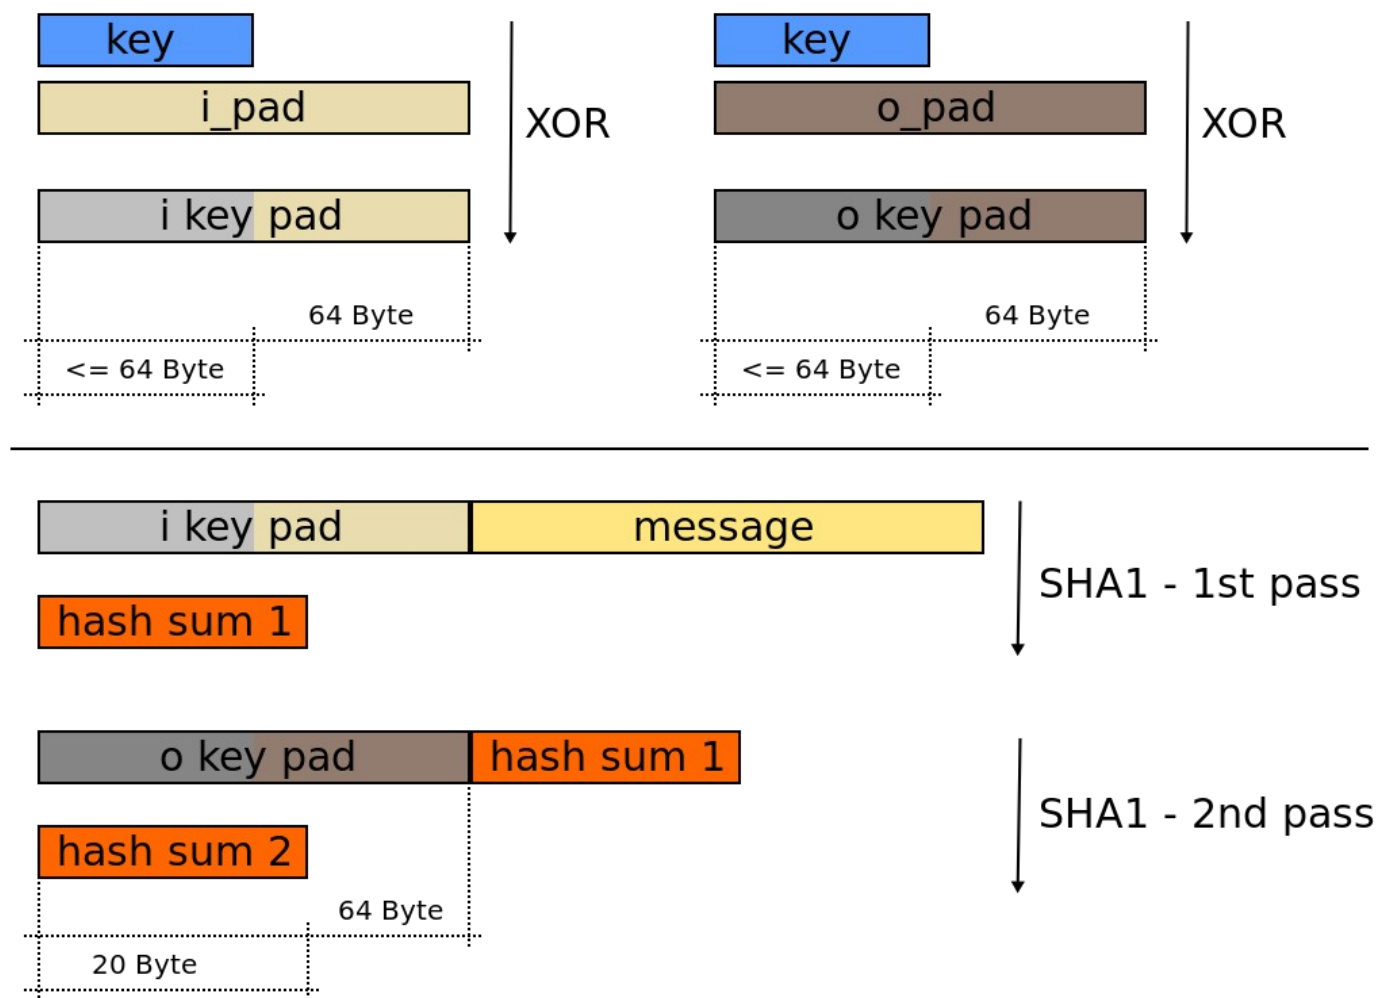 key
i_pad
XOR
i key pad
64 Byte
<= 64 Byte
key
o_pad
XOR
o key pad
64 Byte
<= 64 Byte
i key pad
message
SHA1 - 1st pass
hash sum 1
o key pad
hash sum 1
SHA1 - 2nd pass
hash sum 2
64 Byte
20 Byte